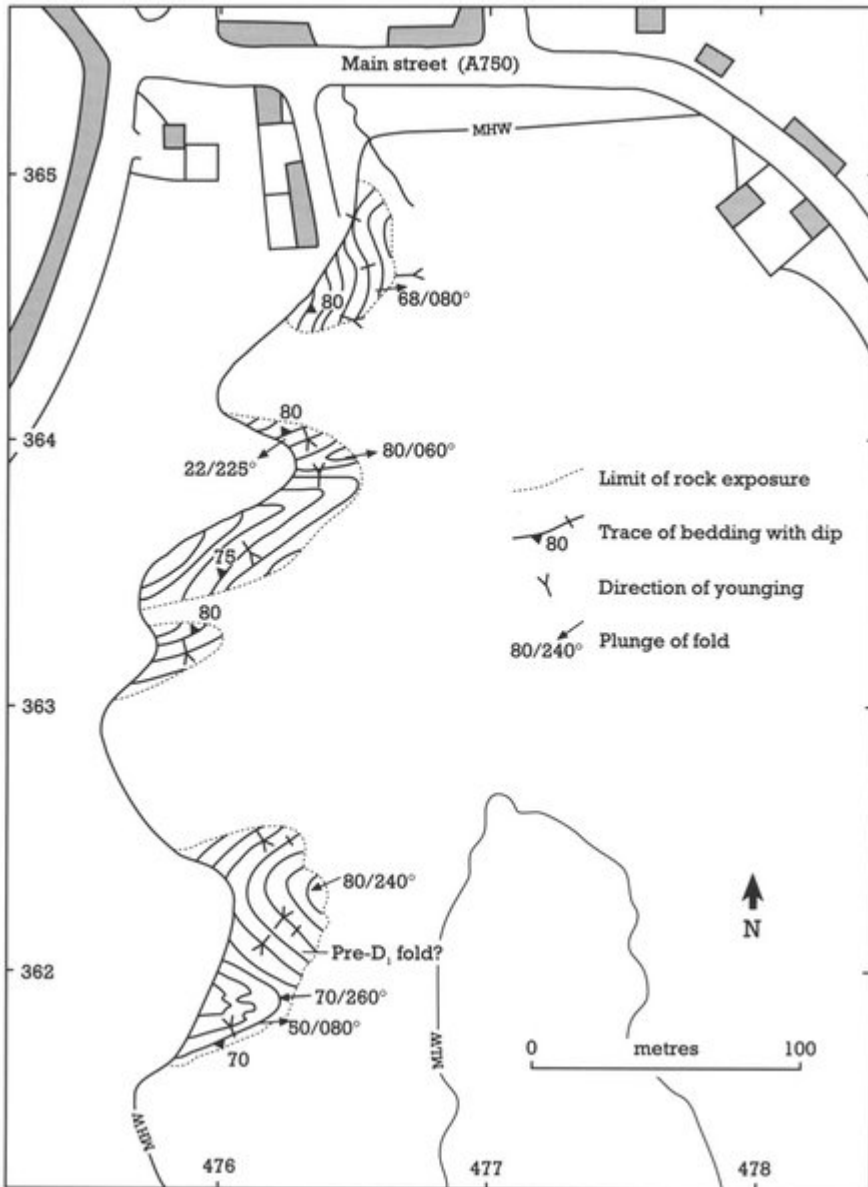 Main street (A750)
MHW
365
68/080°
80
364
80
80/060°
22/225°
Limit of rock exposure
75
Trace of bedding with dip
80
80
Direction of younging
80/240°
Plunge of fold
363
80/240°
N
Pre-D₁ fold?
362
70/260°
50/080°
70
0 metres 100
MLW
MHW
476
477
478